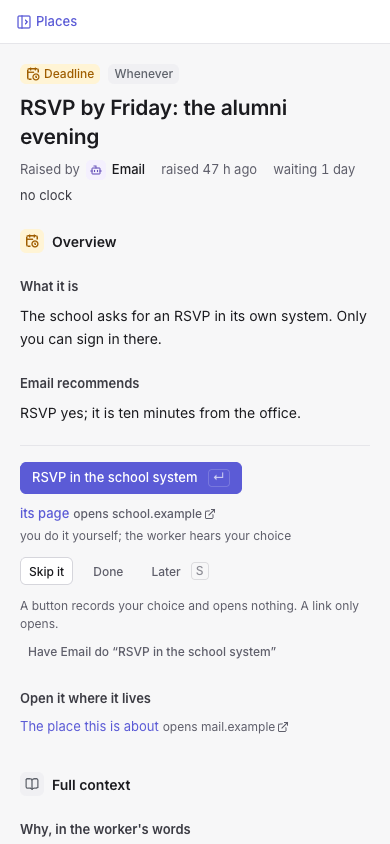 Places
Deadline Whenever
RSVP by Friday: the alumni
evening
Raised by Email raised 47 h ago waiting 1 day
no clock
Overview
What it is
The school asks for an RSVP in its own system. Only
you can sign in there.
Email recommends
RSVP yes; it is ten minutes from the office.
RSVP in the school system ↵
its page opens school.example
you do it yourself; the worker hears your choice
Skip it Done Later S
A button records your choice and opens nothing. A link only
opens.
Have Email do “RSVP in the school system”
Open it where it lives
The place this is about opens mail.example
Full context
Why, in the worker's words